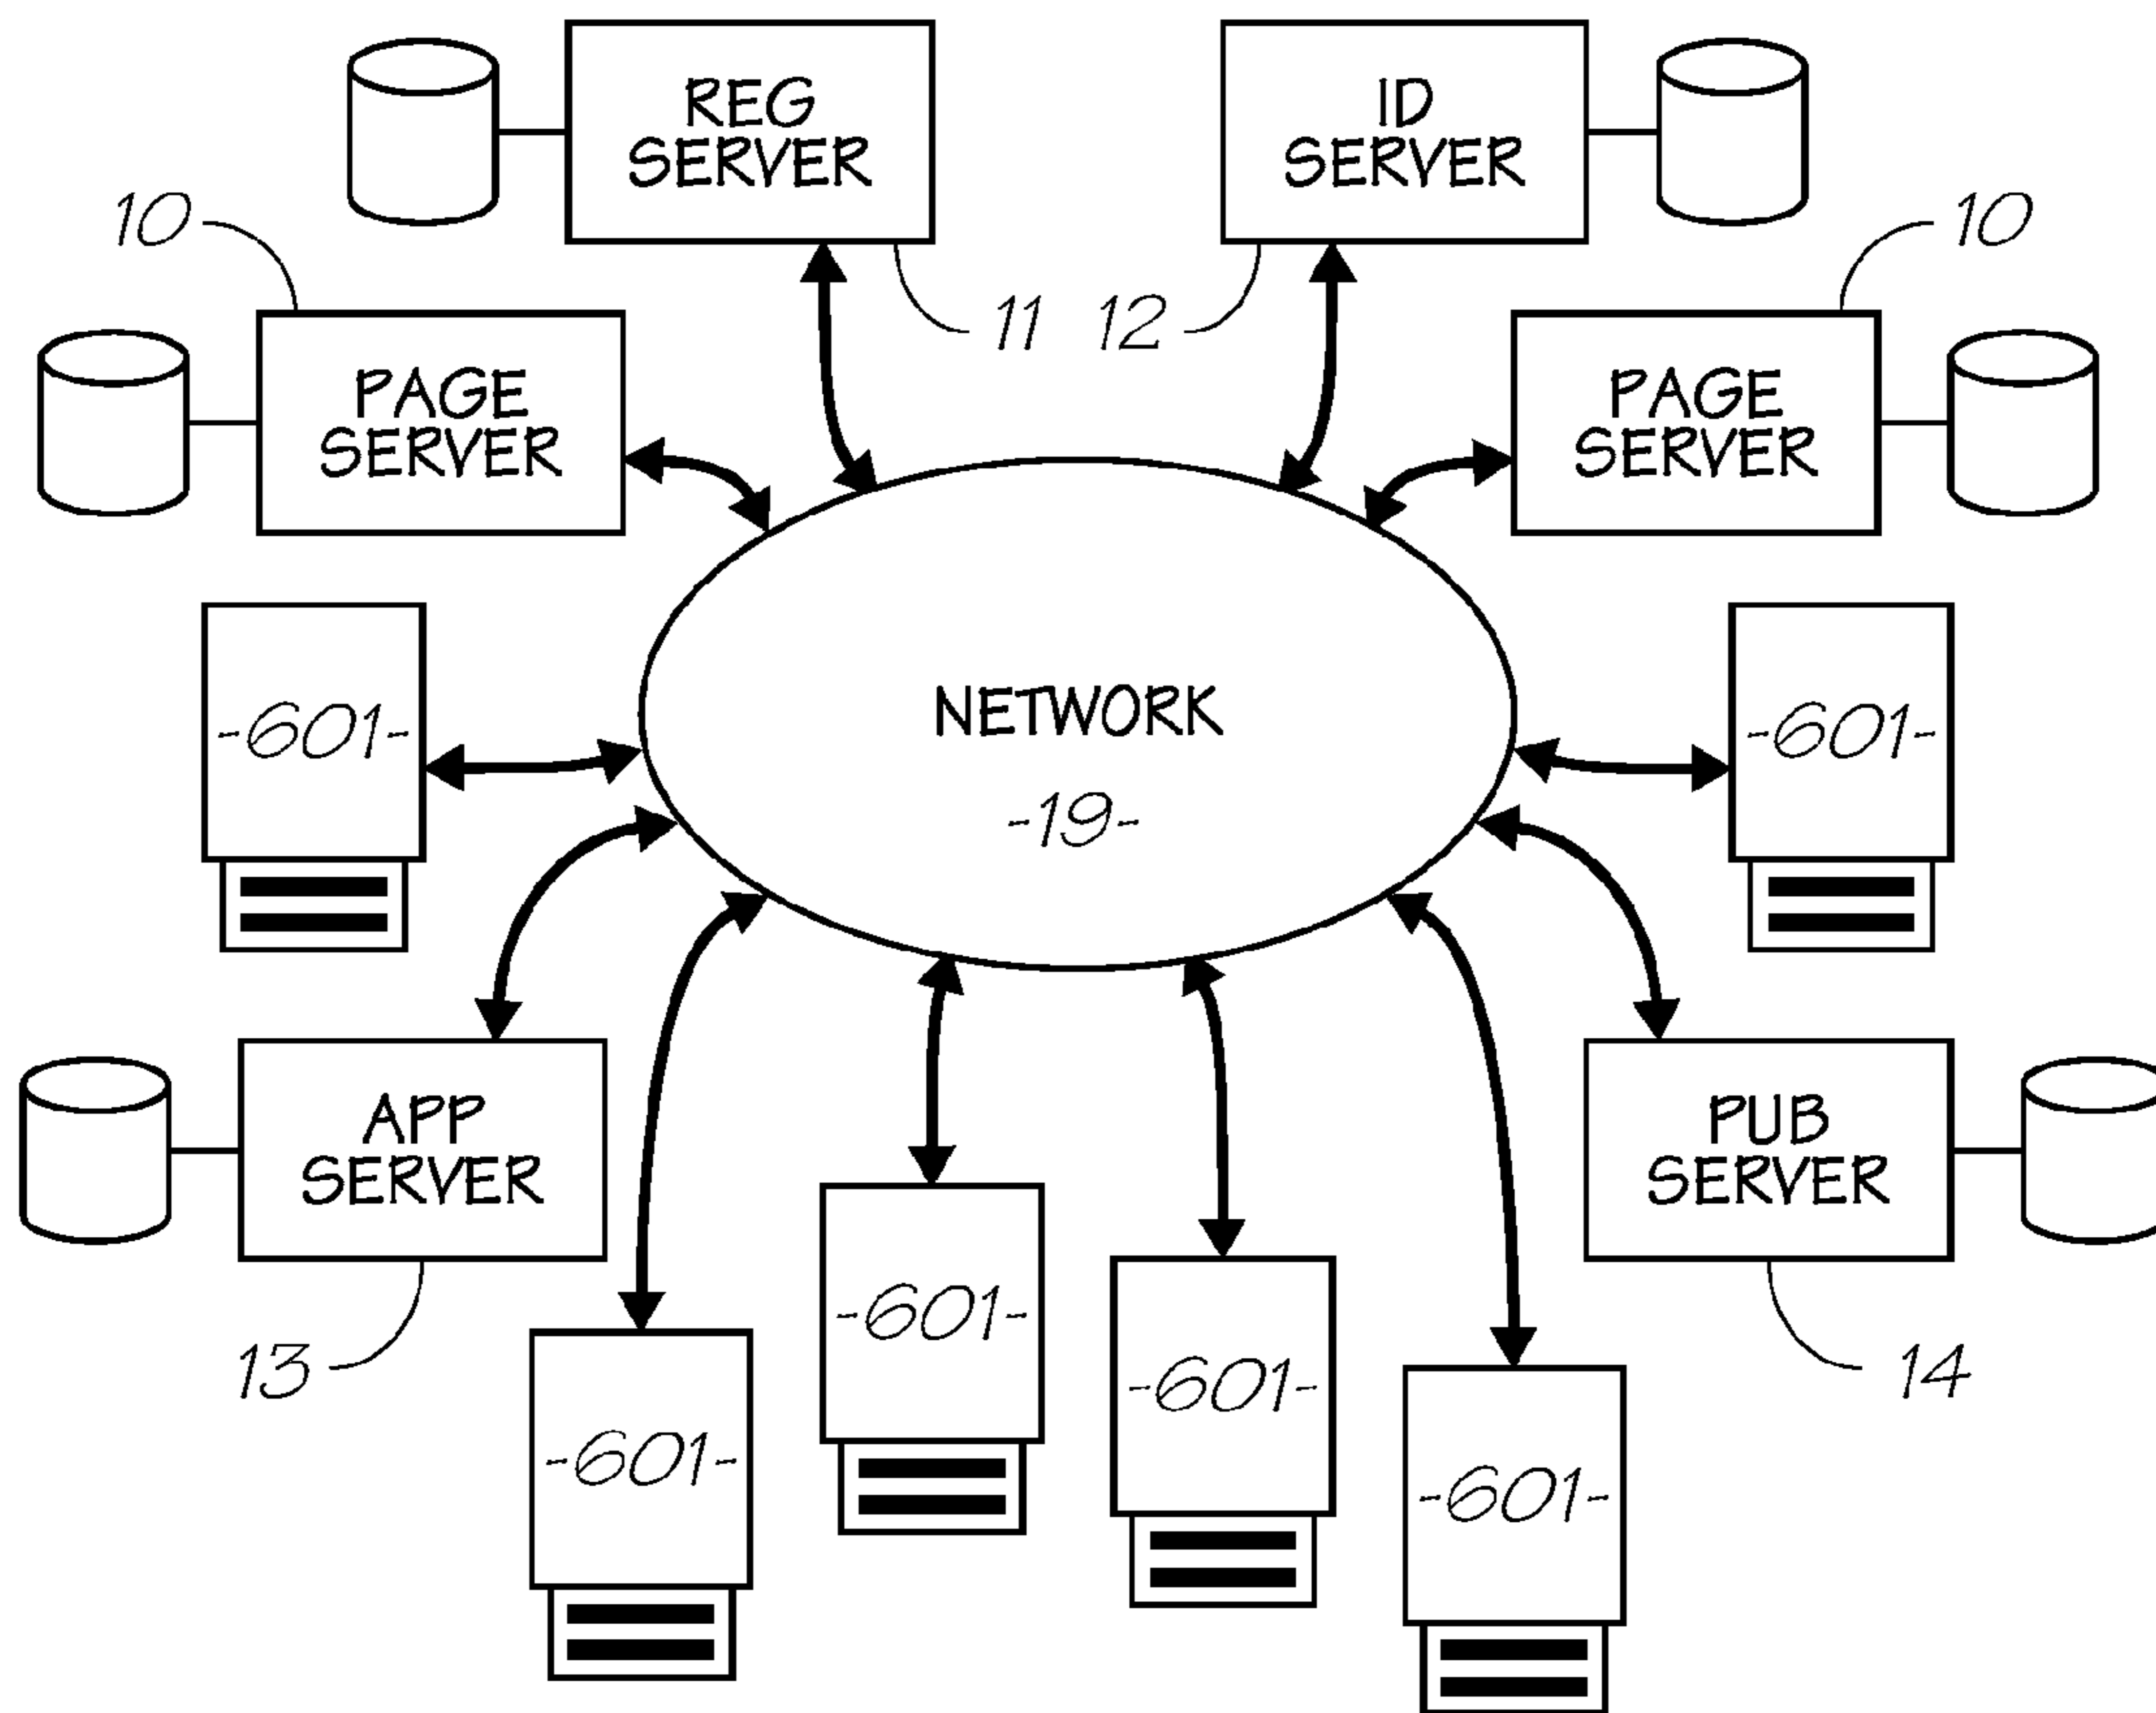 REG
SERVER
ID
SERVER
10
10
11
12
PAGE
SERVER
PAGE
SERVER
-601-
NETWORK
-19-
-601-
APP
SERVER
PUB
SERVER
13
-601-
-601-
-601-
-601-
14